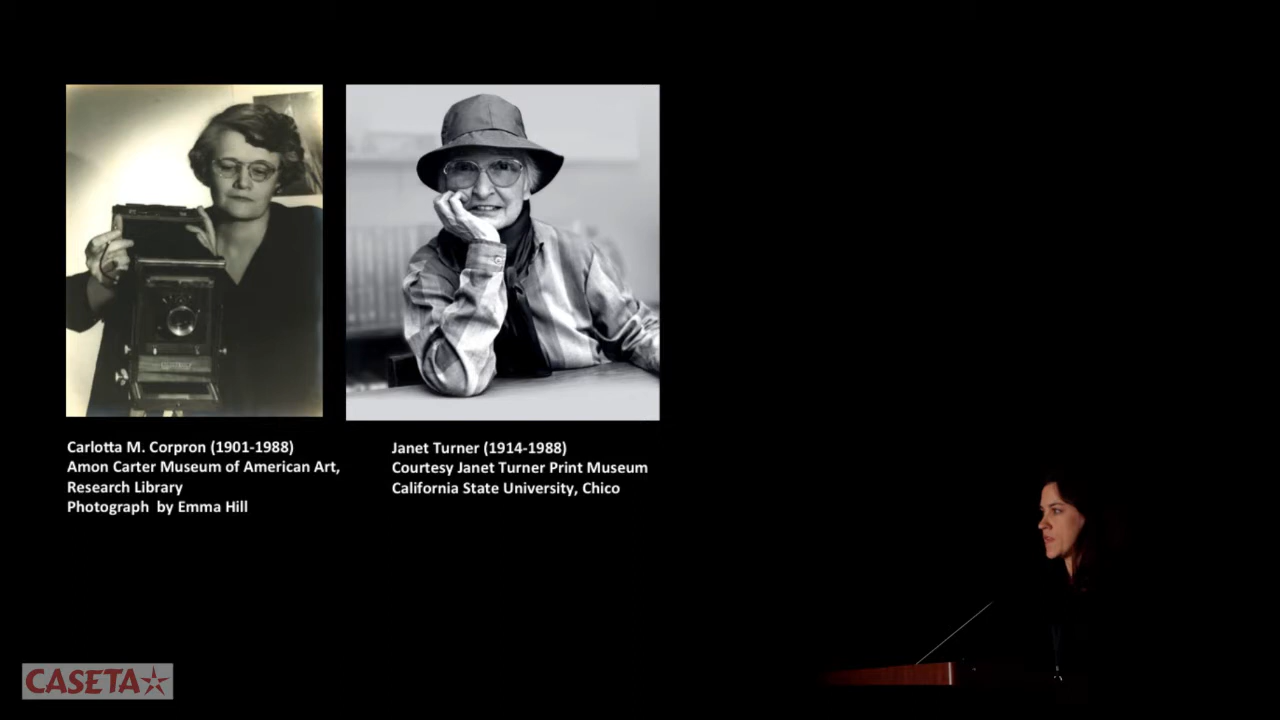 Carlotta M. Corpron (1901-1988)
Amon Carter Museum of American Art,
Research Library
Photograph  by Emma Hill
Janet Turner (1914-1988)
Courtesy Janet Turner Print Museum
California State University, Chico
CASETA